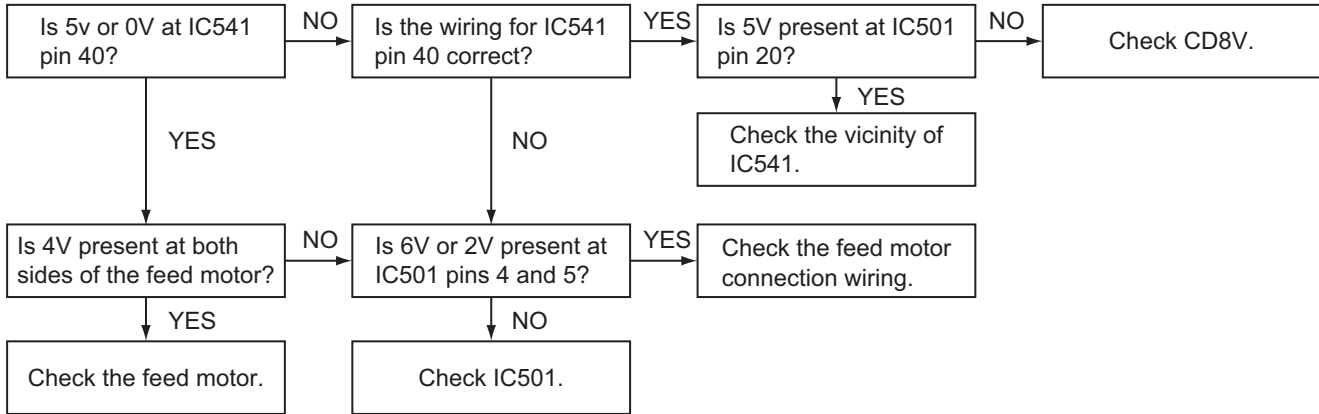 Is 5v or 0V at IC541
pin 40?
NO
Is the wiring for IC541
pin 40 correct?
YES
Is 5V present at IC501
pin 20?
NO
Check CD8V.
YES
NO
YES
Check the vicinity of
IC541.
Is 4V present at both
sides of the feed motor?
NO
Is 6V or 2V present at
IC501 pins 4 and 5?
YES
Check the feed motor
connection wiring.
YES
NO
Check the feed motor.
Check IC501.